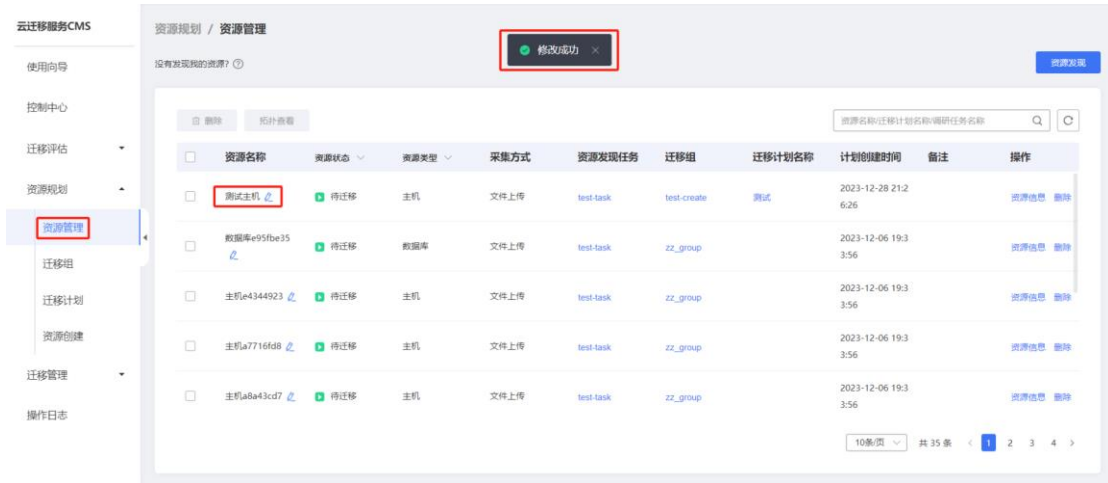 云迁移服务CMS
使用向导
控制中心
迁移评估
资源规划
资源管理
迁移组
迁移计划
资源创建
迁移管理
操作日志
资源规划 / 资源管理
修改成功 ×
没有发现我的资源? ?
资源发现
删除 拓扑查看
资源名称/迁移计划名称/调研任务名称
资源名称 资源状态 资源类型 采集方式 资源发现任务 迁移组 迁移计划名称 计划创建时间 备注 操作
测试主机 待迁移 主机 文件上传 test-task test-create 测试 2023-12-28 21:2
6:26
资源信息 删除
数据库e95fbe35 待迁移 数据库 文件上传 test-task zz_group 2023-12-06 19:3
3:56
资源信息 删除
主机e4344923 待迁移 主机 文件上传 test-task zz_group 2023-12-06 19:3
3:56
资源信息 删除
主机a7716fd8 待迁移 主机 文件上传 test-task zz_group 2023-12-06 19:3
3:56
资源信息 删除
主机a8a43cd7 待迁移 主机 文件上传 test-task zz_group 2023-12-06 19:3
3:56
资源信息 删除
10条/页 共 35 条 < 1 2 3 4 >